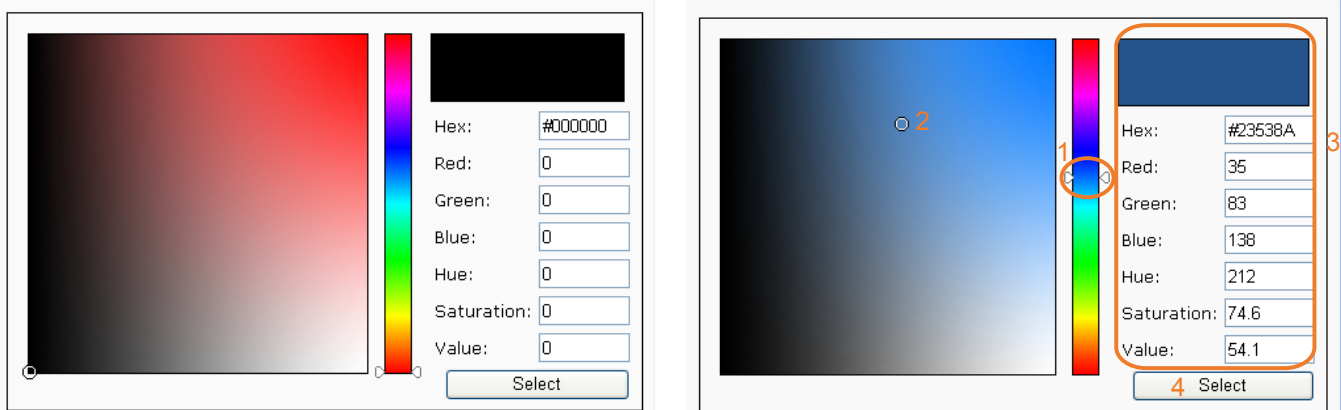 Hex: #000000
Red: 0
Green: 0
Blue: 0
Hue: 0
Saturation: 0
Value: 0
Select
1
2
3
Hex: #23538A
Red: 35
Green: 83
Blue: 138
Hue: 212
Saturation: 74.6
Value: 54.1
4 Select